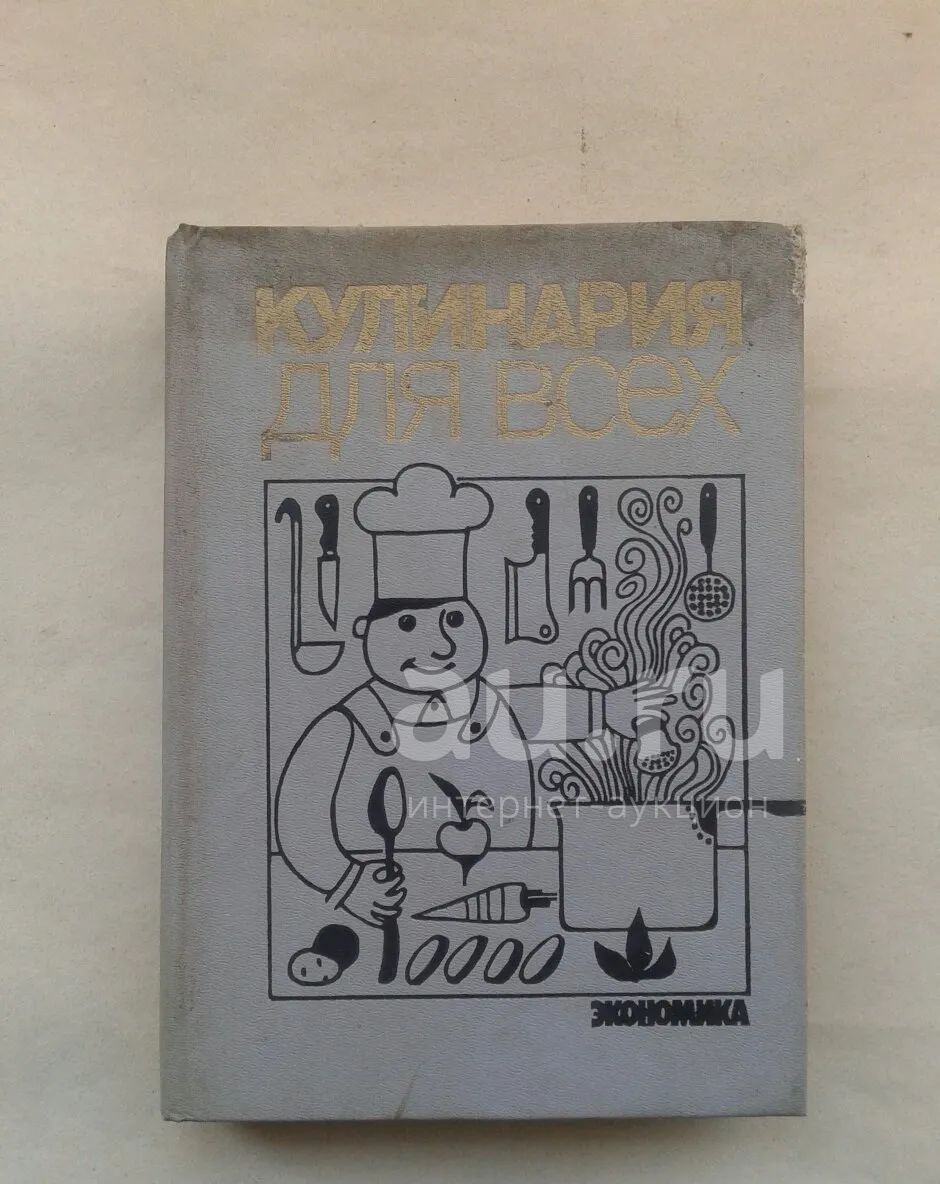 КУЛИНАРИЯ
ДЛЯ ВСЕХ
au.ru
интернет аукцион
ЭКОНОМИКА